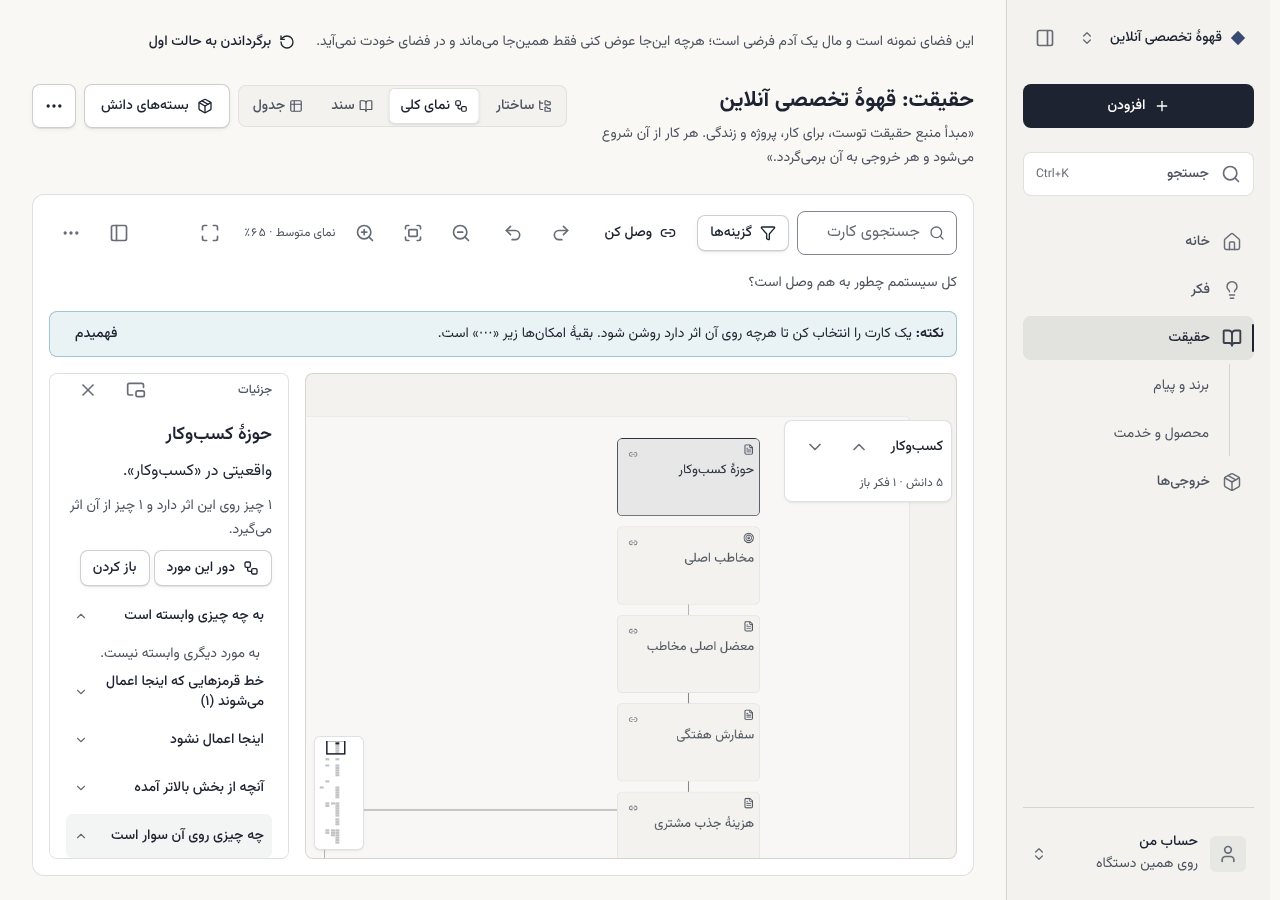 قهوهٔ تخصصی آنلاین
افزودن
جستجو
Ctrl+K
خانه
فکر
حقیقت
برند و پیام
محصول و خدمت
خروجی‌ها
حساب من
روی همین دستگاه
این فضای نمونه است و مال یک آدم فرضی است؛ هرچه این‌جا عوض کنی فقط همین‌جا می‌ماند و در فضای خودت نمی‌آید.
برگرداندن به حالت اول
حقیقت: قهوهٔ تخصصی آنلاین
«مبدأ منبع حقیقت توست، برای کار، پروژه و زندگی. هر کار از آن شروع
می‌شود و هر خروجی به آن برمی‌گردد.»
ساختار
نمای کلی
سند
جدول
بسته‌های دانش
جستجوی کارت
گزینه‌ها
وصل کن
نمای متوسط · ۶۵٪
کل سیستمم چطور به هم وصل است؟
نکته: یک کارت را انتخاب کن تا هرچه روی آن اثر دارد روشن شود. بقیهٔ امکان‌ها زیر «···» است.
فهمیدم
کسب‌وکار
۵ دانش · ۱ فکر باز
حوزهٔ کسب‌وکار
مخاطب اصلی
معضل اصلی مخاطب
سفارش هفتگی
هزینهٔ جذب مشتری
جزئیات
حوزهٔ کسب‌وکار
واقعیتی در «کسب‌وکار».
۱ چیز روی این اثر دارد و ۱ چیز از آن اثر
می‌گیرد.
دور این مورد
باز کردن
به چه چیزی وابسته است
به مورد دیگری وابسته نیست.
خط قرمزهایی که اینجا اعمال
می‌شوند (۱)
اینجا اعمال نشود
آنچه از بخش بالاتر آمده
چه چیزی روی آن سوار است